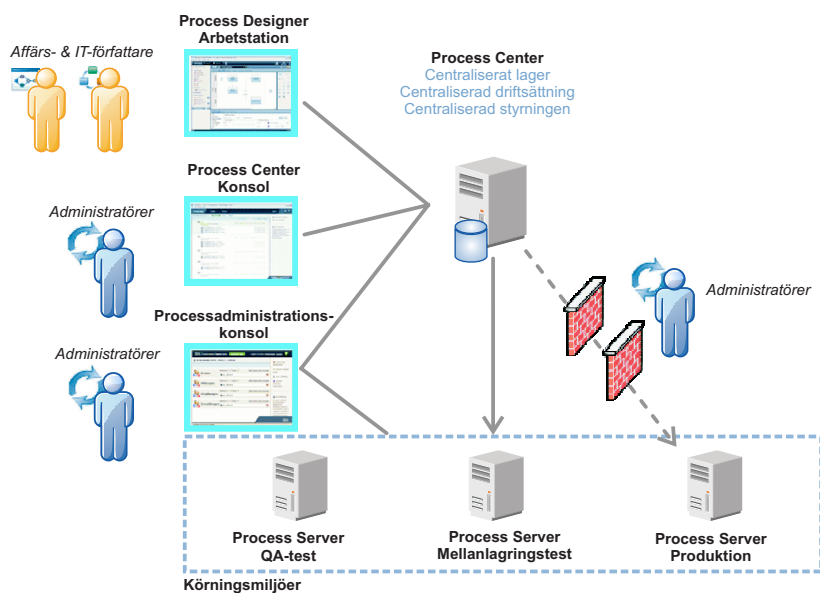 Process Designer
Arbetstation
Affärs- & IT-författare
Process Center
Centraliserat lager
Centraliserad driftsättning
Centraliserad styrningen
Process Center
Konsol
Administratörer
Administratörer
Processadministrations-
konsol
Administratörer
Process Server
QA-test
Process Server
Mellanlagringstest
Process Server
Produktion
Körningsmiljöer